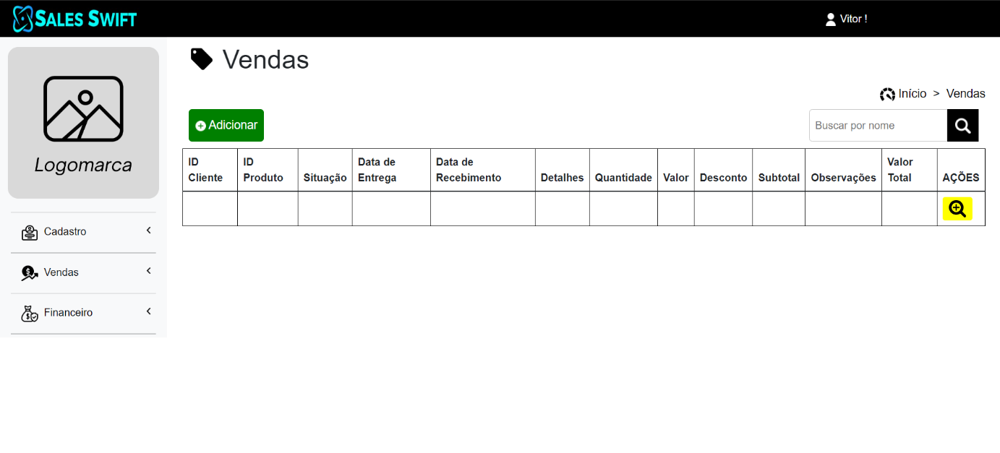 SALES SWIFT
Vitor !
Logomarca
Cadastro
Vendas
Financeiro
Vendas
Início > Vendas
Adicionar
Buscar por nome
ID Cliente
ID Produto
Situação
Data de Entrega
Data de Recebimento
Detalhes
Quantidade
Valor
Desconto
Subtotal
Observações
Valor Total
AÇÕES